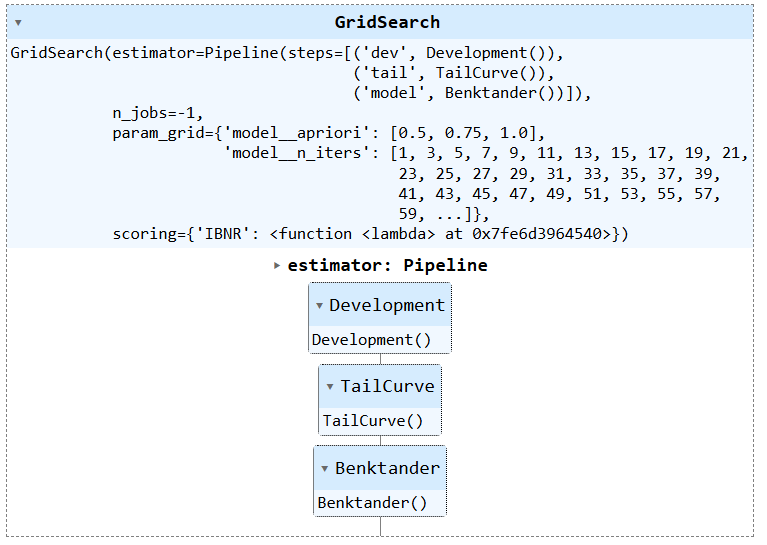 GridSearch
GridSearch(estimator=Pipeline(steps=[('dev', Development()),
('tail', TailCurve()),
('model', Benktander())]),
n_jobs=-1,
param_grid={'model__apriori': [0.5, 0.75, 1.0],
'model__n_iters': [1, 3, 5, 7, 9, 11, 13, 15, 17, 19, 21,
23, 25, 27, 29, 31, 33, 35, 37, 39,
41, 43, 45, 47, 49, 51, 53, 55, 57,
59, ...]},
scoring={'IBNR': <function <lambda> at 0x7fe6d3964540>})
estimator: Pipeline
Development
Development()
TailCurve
TailCurve()
Benktander
Benktander()